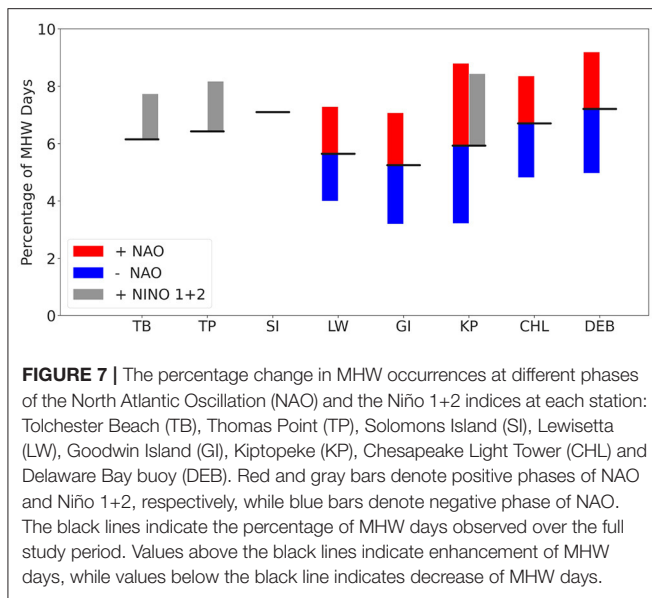 10
8
6
4
2
0
Percentage of MHW Days
+ NAO
- NAO
+ NINO 1+2
TB TP SI LW GI KP CHL DEB
FIGURE 7 | The percentage change in MHW occurrences at different phases
of the North Atlantic Oscillation (NAO) and the Niño 1+2 indices at each station:
Tolchester Beach (TB), Thomas Point (TP), Solomons Island (SI), Lewisetta
(LW), Goodwin Island (GI), Kiptopeke (KP), Chesapeake Light Tower (CHL) and
Delaware Bay buoy (DEB). Red and gray bars denote positive phases of NAO
and Niño 1+2, respectively, while blue bars denote negative phase of NAO.
The black lines indicate the percentage of MHW days observed over the full
study period. Values above the black lines indicate enhancement of MHW
days, while values below the black line indicates decrease of MHW days.